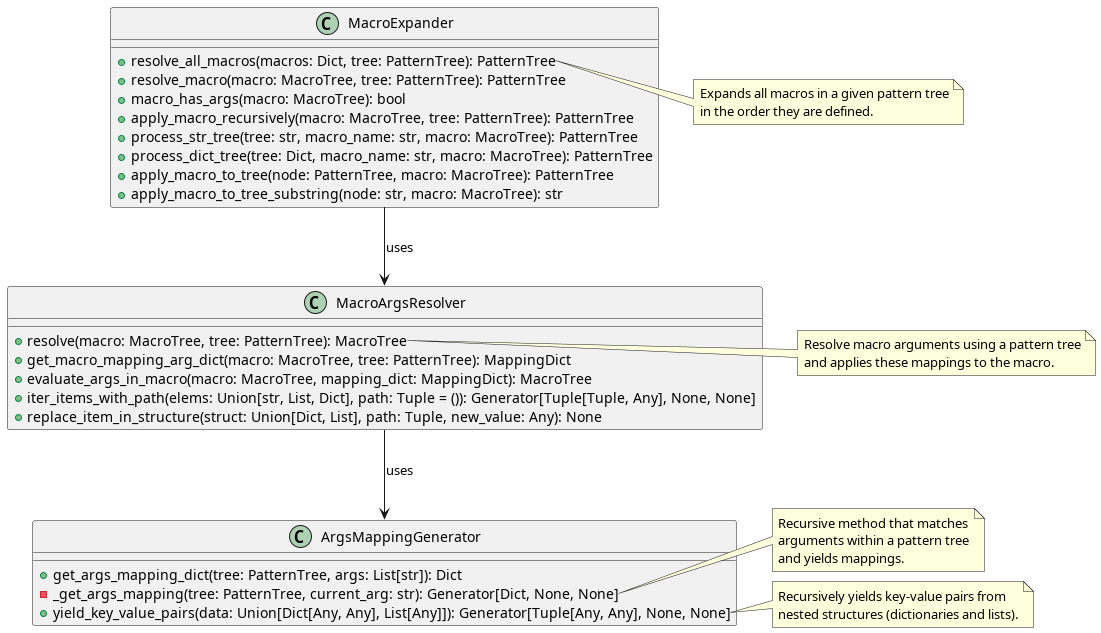 C MacroExpander
resolve_all_macros(macros: Dict, tree: PatternTree): PatternTree
resolve_macro(macro: MacroTree, tree: PatternTree): PatternTree
macro_has_args(macro: MacroTree): bool
apply_macro_recursively(macro: MacroTree, tree: PatternTree): PatternTree
process_str_tree(tree: str, macro_name: str, macro: MacroTree): PatternTree
process_dict_tree(tree: Dict, macro_name: str, macro: MacroTree): PatternTree
apply_macro_to_tree(node: PatternTree, macro: MacroTree): PatternTree
apply_macro_to_tree_substring(node: str, macro: MacroTree): str
Expands all macros in a given pattern tree
in the order they are defined.
uses
C MacroArgsResolver
resolve(macro: MacroTree, tree: PatternTree): MacroTree
get_macro_mapping_arg_dict(macro: MacroTree, tree: PatternTree): MappingDict
evaluate_args_in_macro(macro: MacroTree, mapping_dict: MappingDict): MacroTree
iter_items_with_path(elems: Union[str, List, Dict], path: Tuple = ()): Generator[Tuple[Tuple, Any], None, None]
replace_item_in_structure(struct: Union[Dict, List], path: Tuple, new_value: Any): None
Resolve macro arguments using a pattern tree
and applies these mappings to the macro.
uses
C ArgsMappingGenerator
get_args_mapping_dict(tree: PatternTree, args: List[str]): Dict
_get_args_mapping(tree: PatternTree, current_arg: str): Generator[Dict, None, None]
yield_key_value_pairs(data: Union[Dict[Any, Any], List[Any]]): Generator[Tuple[Any, Any], None, None]
Recursive method that matches
arguments within a pattern tree
and yields mappings.
Recursively yields key-value pairs from
nested structures (dictionaries and lists).